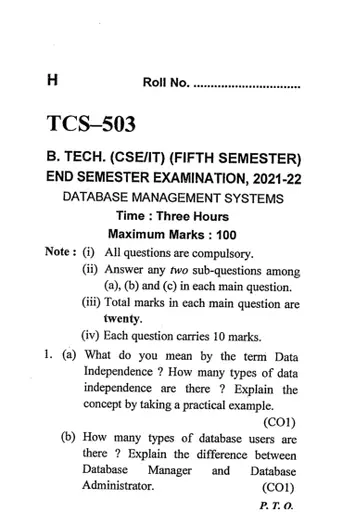 H Roll No. ................................
TCS–503
B. TECH. (CSE/IT) (FIFTH SEMESTER)
END SEMESTER EXAMINATION, 2021-22
DATABASE MANAGEMENT SYSTEMS
Time : Three Hours
Maximum Marks : 100
Note : (i) All questions are compulsory.
(ii) Answer any two sub-questions among
(a), (b) and (c) in each main question.
(iii) Total marks in each main question are
twenty.
(iv) Each question carries 10 marks.
1. (a) What do you mean by the term Data
Independence ? How many types of data
independence are there ? Explain the
concept by taking a practical example.
(CO1)
(b) How many types of database users are
there ? Explain the difference between
Database Manager and Database
Administrator. (CO1)
P. T. O.